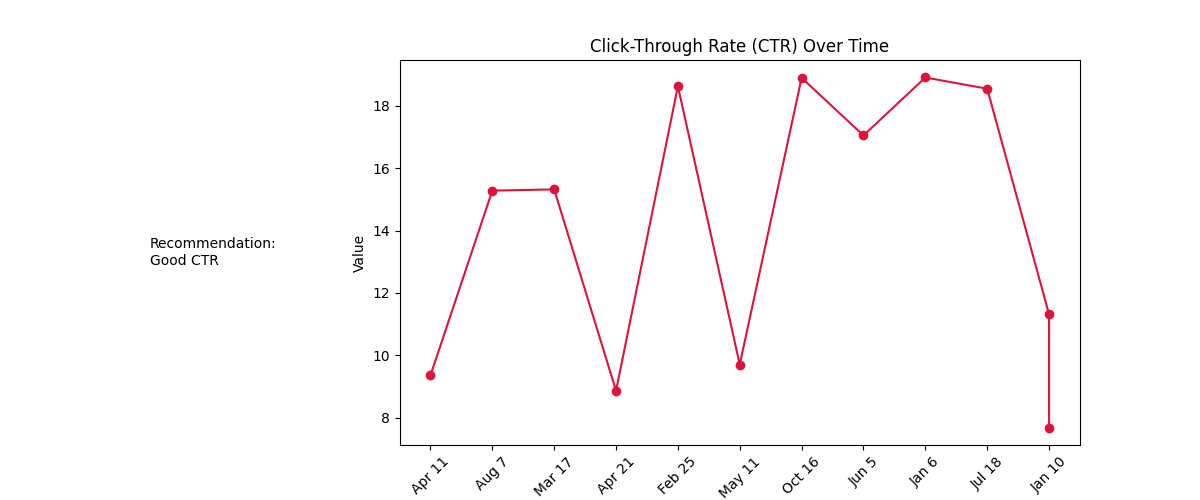 Click-Through Rate (CTR) Over Time
Recommendation:
Good CTR
Value
18
16
14
12
10
8
Apr 11
Aug 7
Mar 17
Apr 21
Feb 25
May 11
Oct 16
Jun 5
Jan 6
Jul 18
Jan 10